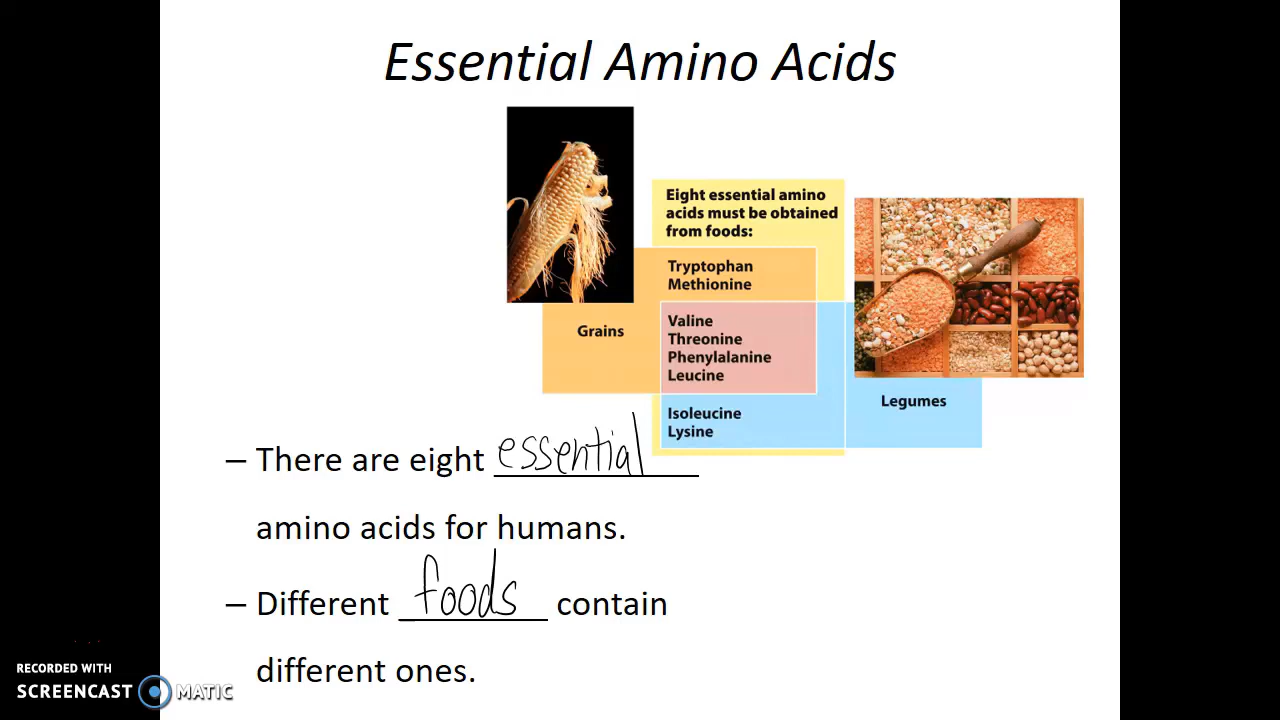 Essential Amino Acids
Eight essential amino
acids must be obtained
from foods:
Tryptophan
Methionine
Grains
Valine
Threonine
Phenylalanine
Leucine
Legumes
Isoleucine
Lysine
– There are eight essential
amino acids for humans.
– Different foods contain
different ones.
RECORDED WITH
SCREENCAST MATIC